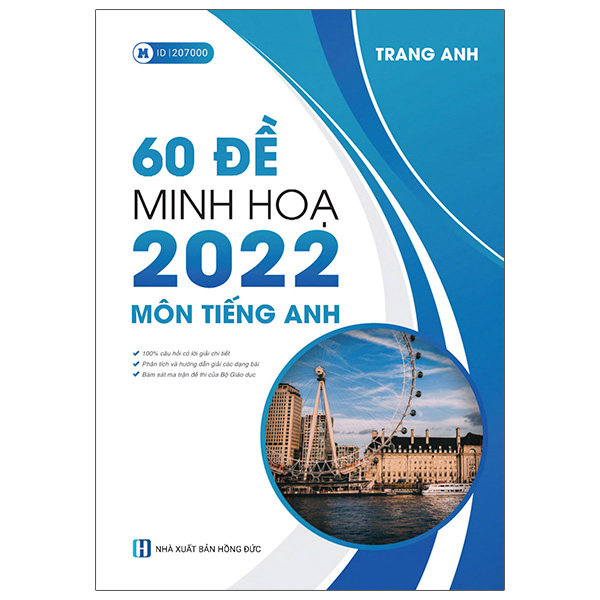 M ID | 207000
TRANG ANH
60 ĐỀ
MINH HOẠ
2022
MÔN TIẾNG ANH
100% câu hỏi có lời giải chi tiết
Phân tích và hướng dẫn giải các dạng bài
Bám sát ma trận đề thi của Bộ Giáo dục
NHÀ XUẤT BẢN HỒNG ĐỨC